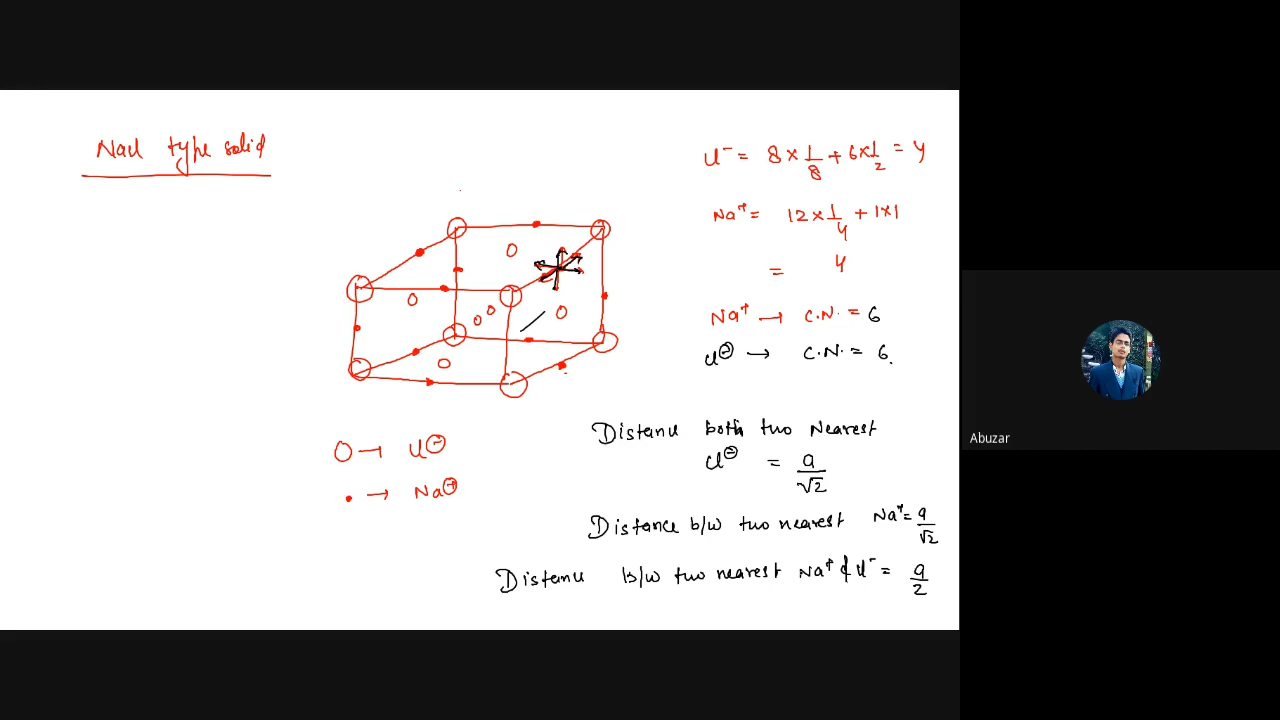 NaCl type solid
Cl⁻ = 8 × 1/8 + 6 × 1/2 = 4
Na⁺ = 12 × 1/4 + 1×1
= 4
Na⁺ → C.N. = 6
Cl⊖ → C.N. = 6.
O → Cl⊖
• → Na⊕
Distance both two Nearest
Cl⊖ = a/√2
Distance b/w two nearest Na⁺ = a/√2
Distance b/w two nearest Na⁺ & Cl⁻ = a/2
Abuzar